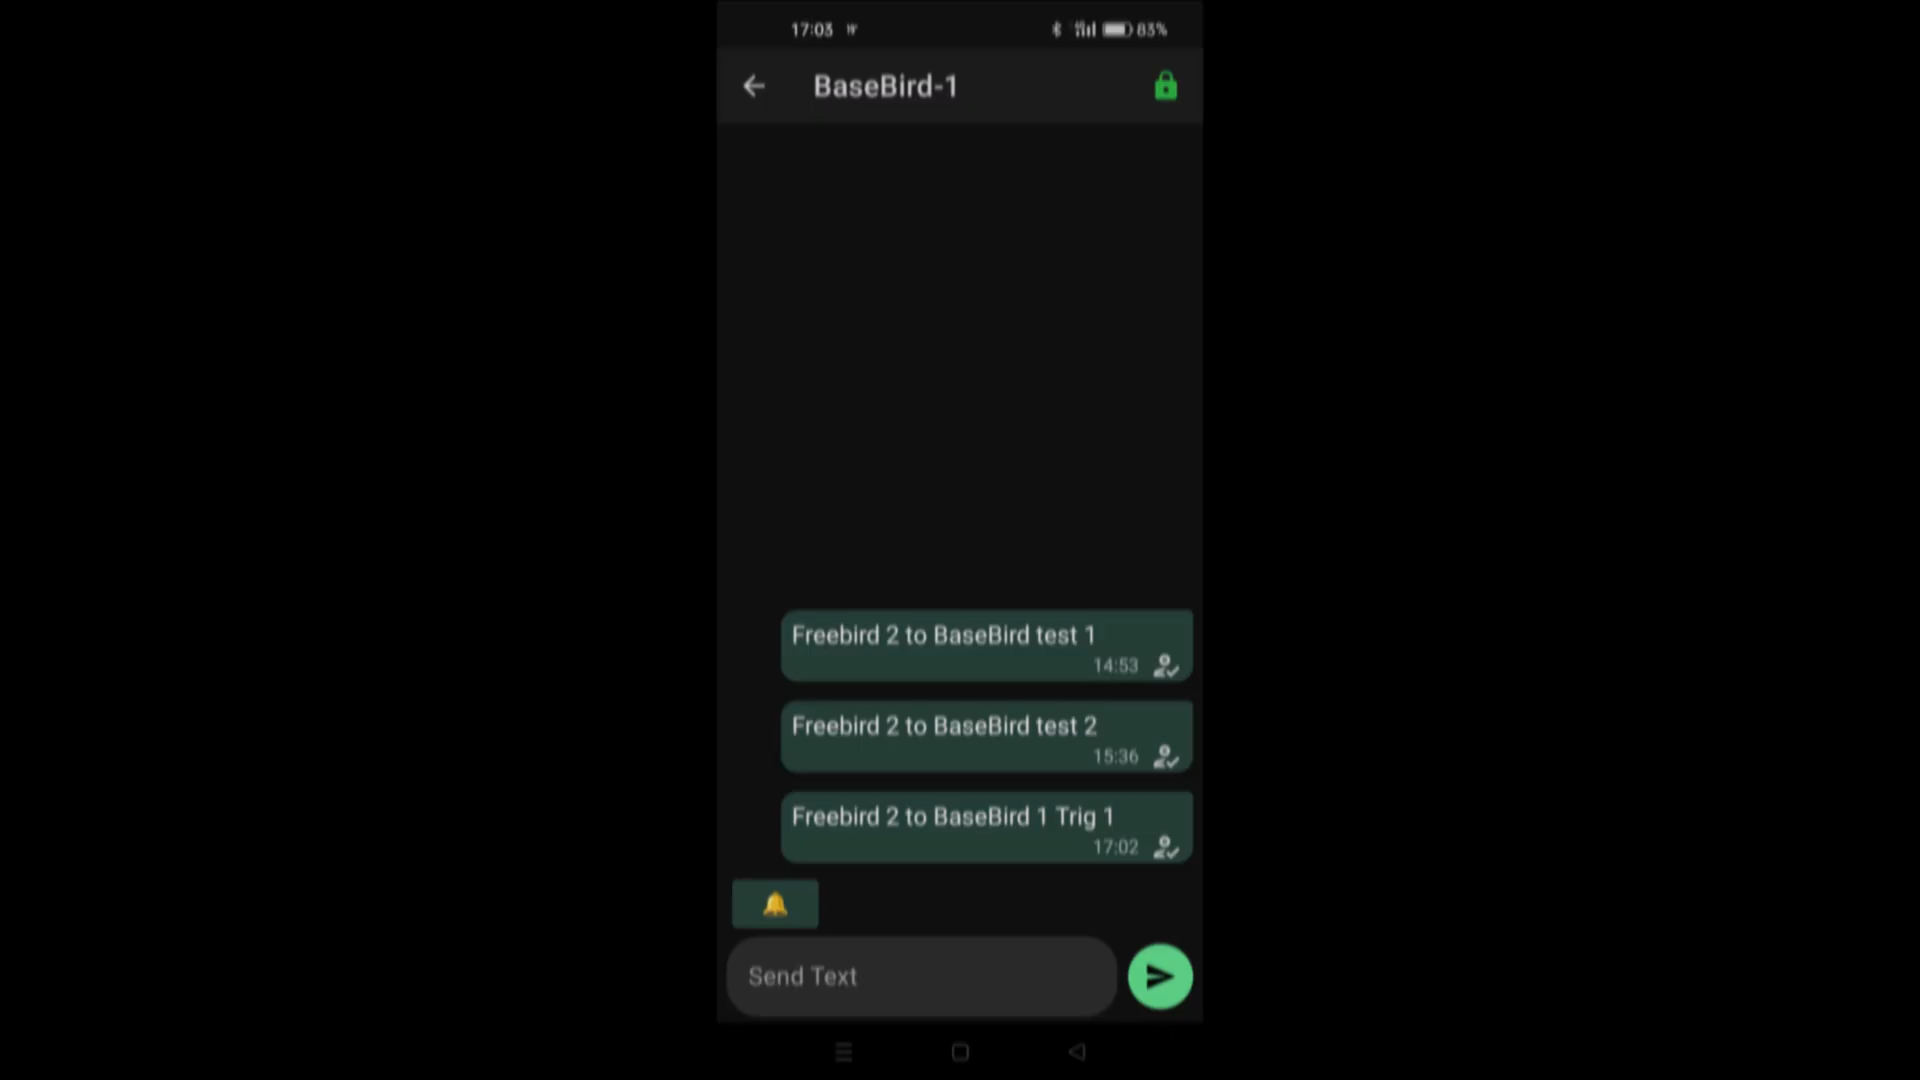 17:03
83%
BaseBird-1
Freebird 2 to BaseBird test 1
14:53
Freebird 2 to BaseBird test 2
15:36
Freebird 2 to BaseBird 1 Trig 1
17:02
Send Text